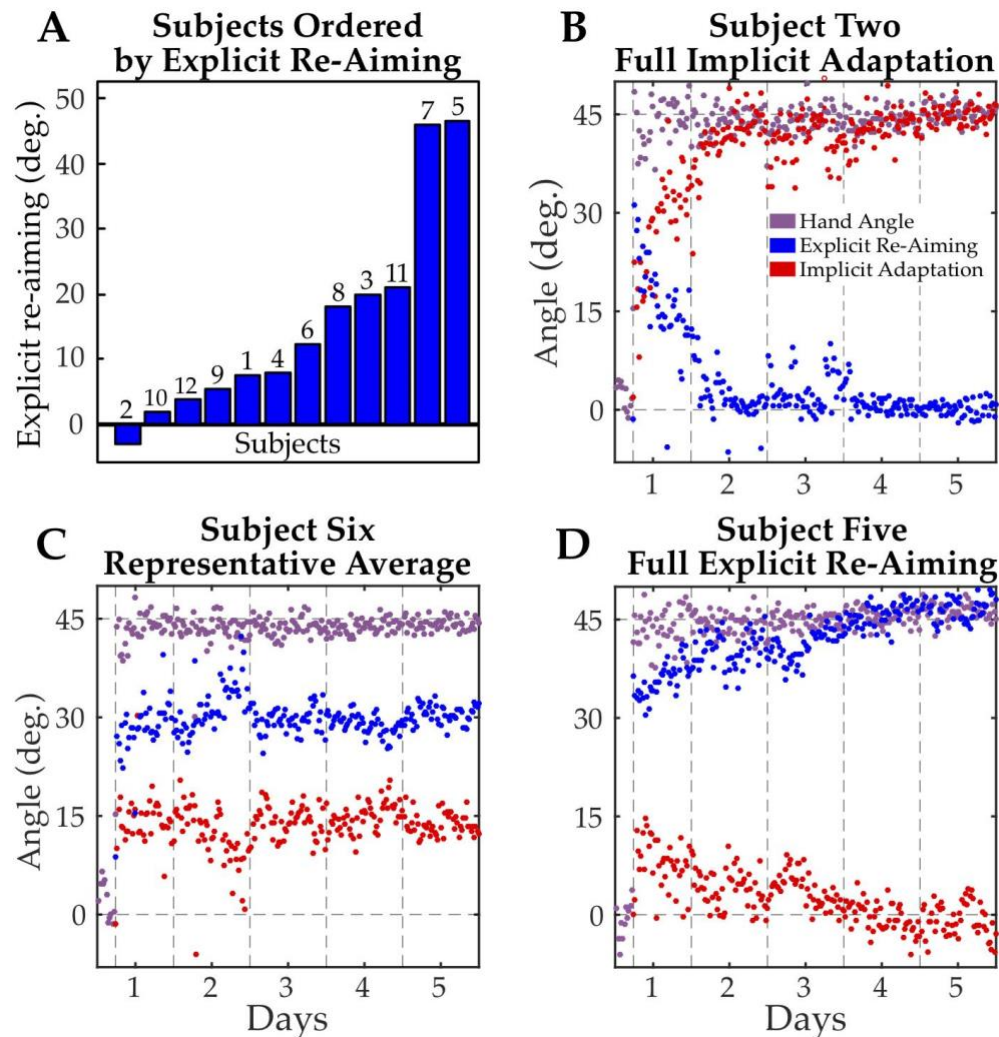 A
Subjects Ordered
by Explicit Re-Aiming
Explicit re-aiming (deg.)
50
40
30
20
10
0
2
10
12
9
1
4
6
8
3
11
7
5
Subjects
B
Subject Two
Full Implicit Adaptation
Angle (deg.)
45
30
15
0
Hand Angle
Explicit Re-Aiming
Implicit Adaptation
1 2 3 4 5
C
Subject Six
Representative Average
Angle (deg.)
45
30
15
0
1 2 3 4 5
Days
D
Subject Five
Full Explicit Re-Aiming
45
30
15
0
1 2 3 4 5
Days